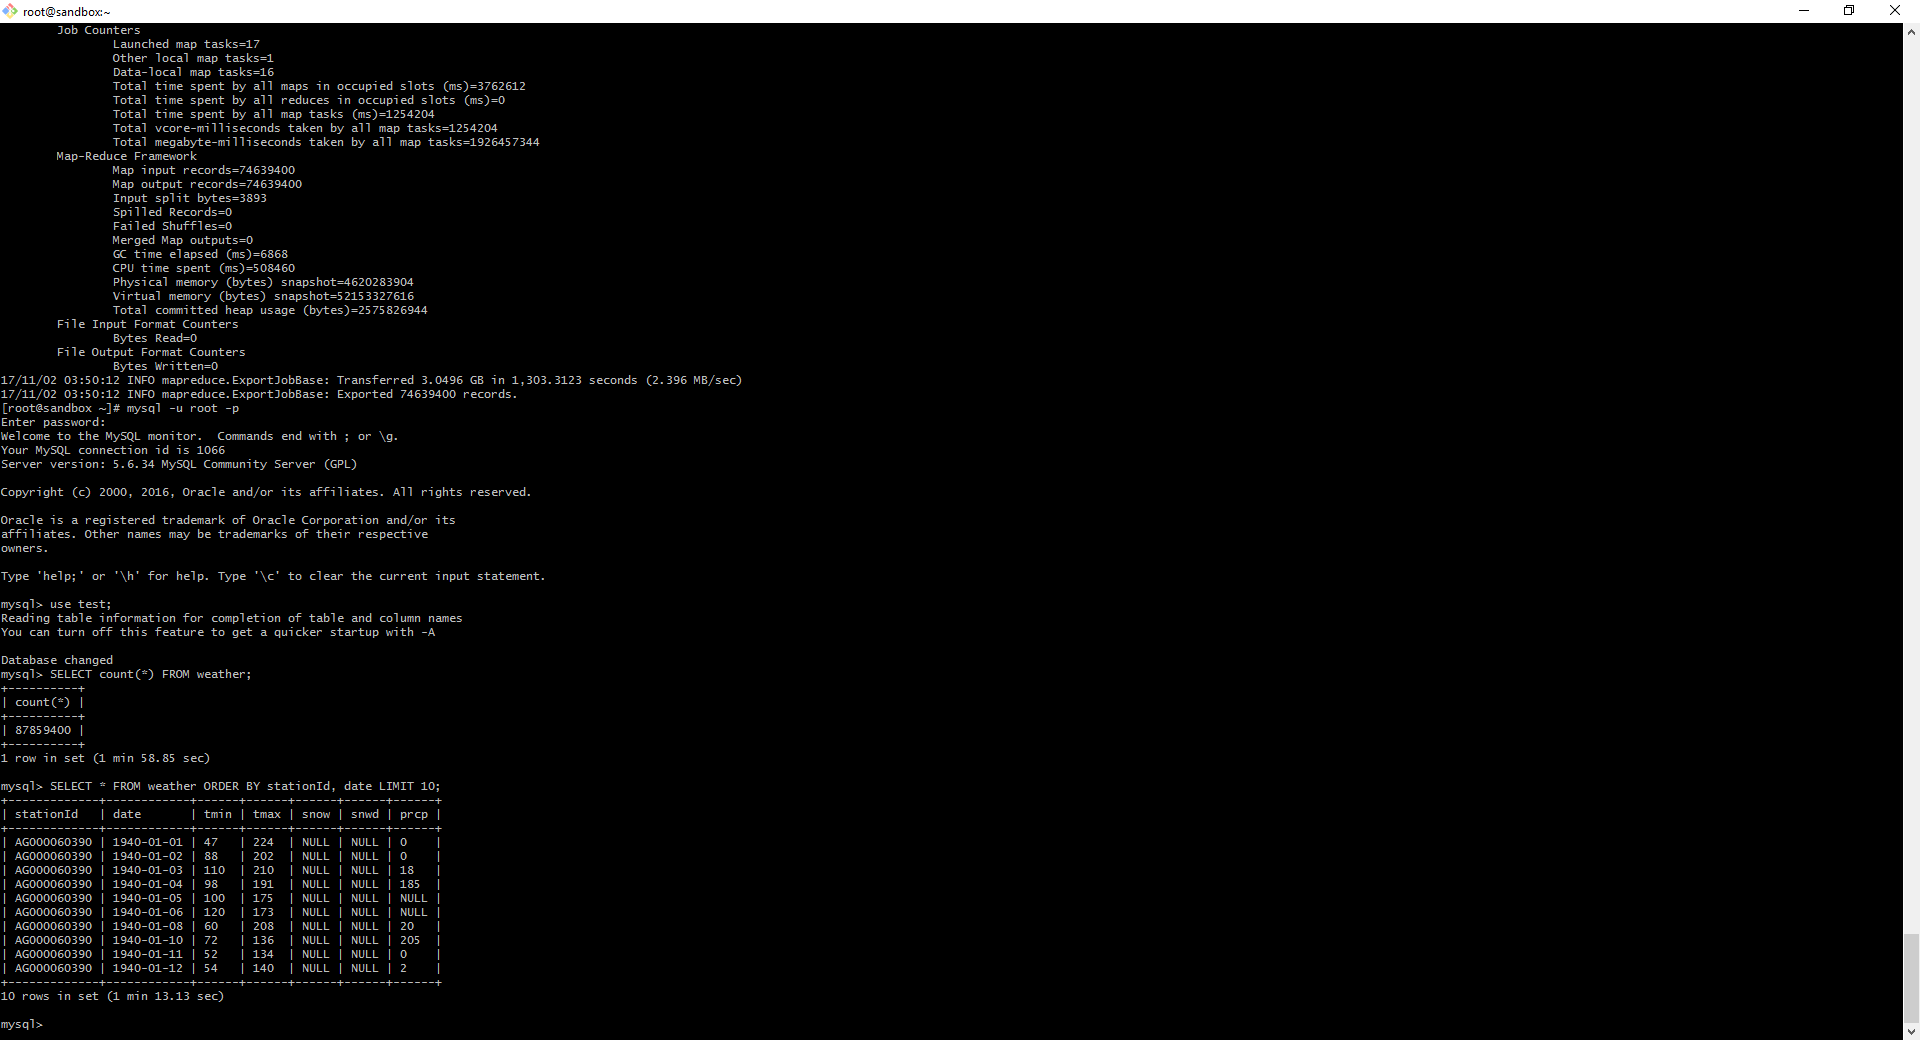 root@sandbox:~
Job Counters
Launched map tasks=17
Other local map tasks=1
Data-local map tasks=16
Total time spent by all maps in occupied slots (ms)=3762612
Total time spent by all reduces in occupied slots (ms)=0
Total time spent by all map tasks (ms)=1254204
Total vcore-milliseconds taken by all map tasks=1254204
Total megabyte-milliseconds taken by all map tasks=1926457344
Map-Reduce Framework
Map input records=74639400
Map output records=74639400
Input split bytes=3893
Spilled Records=0
Failed Shuffles=0
Merged Map outputs=0
GC time elapsed (ms)=6868
CPU time spent (ms)=508460
Physical memory (bytes) snapshot=4620283904
Virtual memory (bytes) snapshot=52153327616
Total committed heap usage (bytes)=2575826944
File Input Format Counters
Bytes Read=0
File Output Format Counters
Bytes Written=0
17/11/02 03:50:12 INFO mapreduce.ExportJobBase: Transferred 3.0496 GB in 1,303.3123 seconds (2.396 MB/sec)
17/11/02 03:50:12 INFO mapreduce.ExportJobBase: Exported 74639400 records.
[root@sandbox ~]# mysql -u root -p
Enter password:
Welcome to the MySQL monitor.  Commands end with ; or \g.
Your MySQL connection id is 1066
Server version: 5.6.34 MySQL Community Server (GPL)
Copyright (c) 2000, 2016, Oracle and/or its affiliates. All rights reserved.
Oracle is a registered trademark of Oracle Corporation and/or its
affiliates. Other names may be trademarks of their respective
owners.
Type 'help;' or '\h' for help. Type '\c' to clear the current input statement.
mysql> use test;
Reading table information for completion of table and column names
You can turn off this feature to get a quicker startup with -A
Database changed
mysql> SELECT count(*) FROM weather;
+----------+
| count(*) |
+----------+
| 87859400 |
+----------+
1 row in set (1 min 58.85 sec)
mysql> SELECT * FROM weather ORDER BY stationId, date LIMIT 10;
+-------------+------------+------+------+------+------+------+
| stationId   | date       | tmin | tmax | snow | snwd | prcp |
+-------------+------------+------+------+------+------+------+
| AG000060390 | 1940-01-01 | 47   | 224  | NULL | NULL | 0    |
| AG000060390 | 1940-01-02 | 88   | 202  | NULL | NULL | 0    |
| AG000060390 | 1940-01-03 | 110  | 210  | NULL | NULL | 18   |
| AG000060390 | 1940-01-04 | 98   | 191  | NULL | NULL | 185  |
| AG000060390 | 1940-01-05 | 100  | 175  | NULL | NULL | NULL |
| AG000060390 | 1940-01-06 | 120  | 173  | NULL | NULL | NULL |
| AG000060390 | 1940-01-08 | 60   | 208  | NULL | NULL | 20   |
| AG000060390 | 1940-01-10 | 72   | 136  | NULL | NULL | 205  |
| AG000060390 | 1940-01-11 | 52   | 134  | NULL | NULL | 0    |
| AG000060390 | 1940-01-12 | 54   | 140  | NULL | NULL | 2    |
+-------------+------------+------+------+------+------+------+
10 rows in set (1 min 13.13 sec)
mysql>